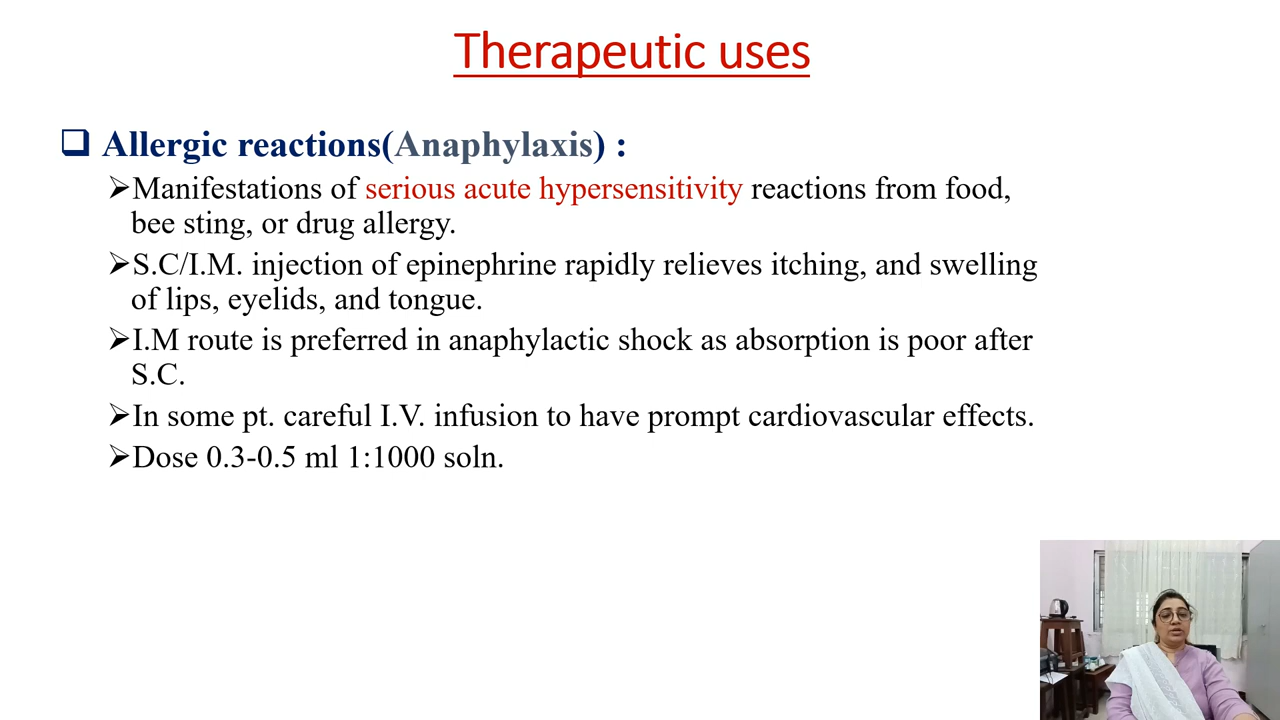 Therapeutic uses
❑ Allergic reactions(Anaphylaxis) :
➢Manifestations of serious acute hypersensitivity reactions from food,
bee sting, or drug allergy.
➢S.C/I.M. injection of epinephrine rapidly relieves itching, and swelling
of lips, eyelids, and tongue.
➢I.M route is preferred in anaphylactic shock as absorption is poor after
S.C.
➢In some pt. careful I.V. infusion to have prompt cardiovascular effects.
➢Dose 0.3-0.5 ml 1:1000 soln.